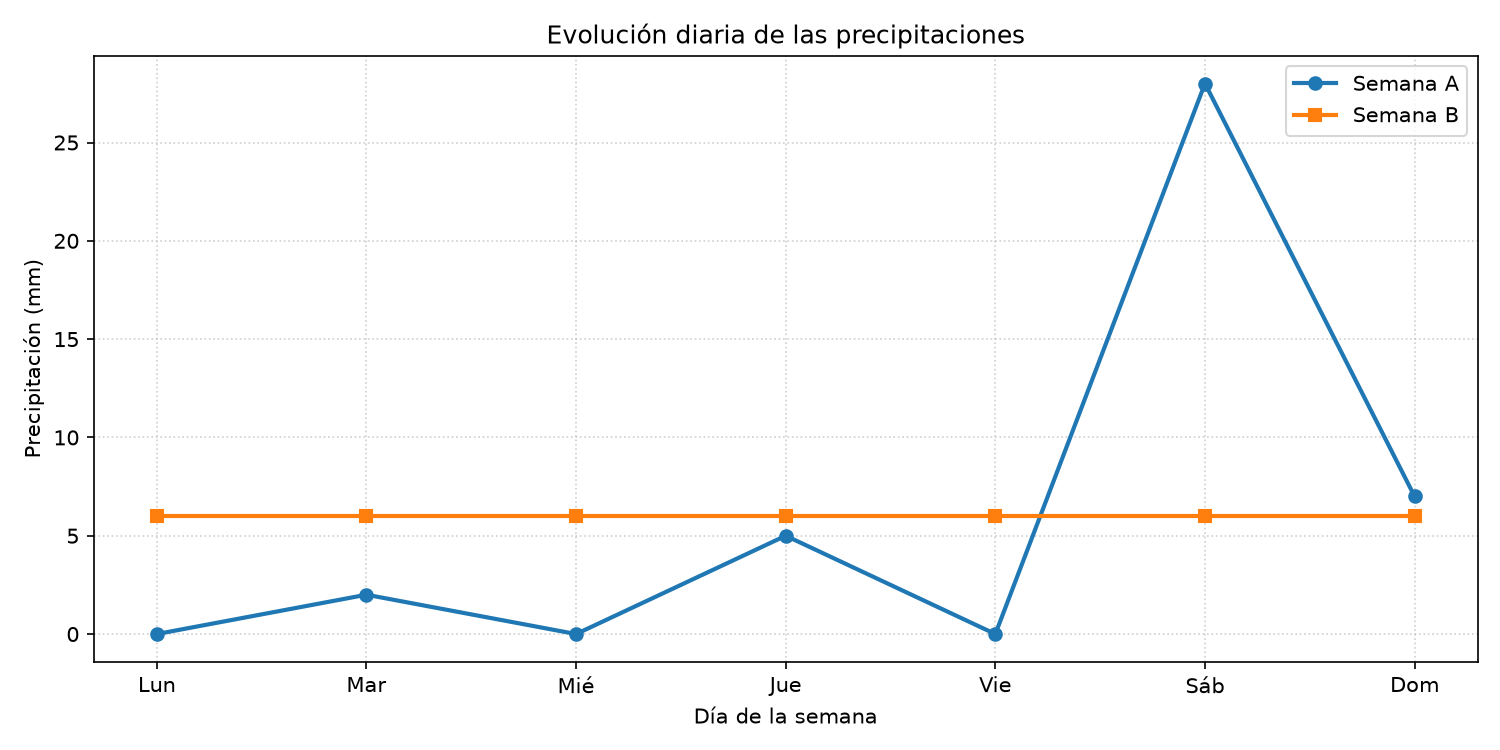 Evolución diaria de las precipitaciones
Semana A
Semana B
Precipitación (mm)
25
20
15
10
5
0
Lun Mar Mié Jue Vie Sáb Dom
Día de la semana